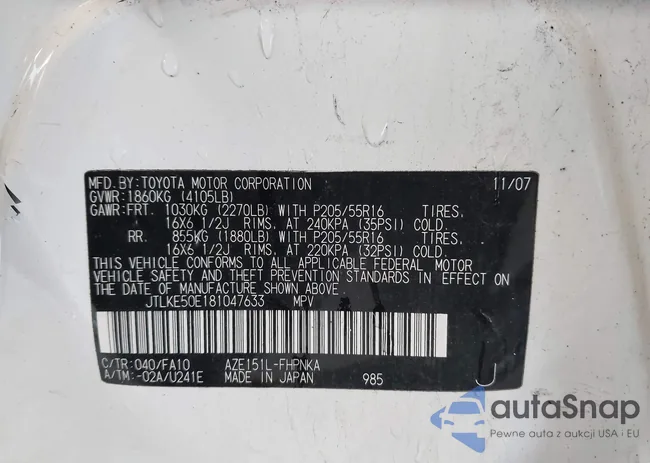 MFD. BY: TOYOTA MOTOR CORPORATION 11/07
GVWR: 1860KG (4105LB)
GAWR: FRT. 1030KG (2270LB) WITH P205/55R16 TIRES,
16X6 1/2J RIMS, AT 240KPA (35PSI) COLD.
RR. 855KG (1880LB) WITH P205/55R16 TIRES,
16X6 1/2J RIMS, AT 220KPA (32PSI) COLD.
THIS VEHICLE CONFORMS TO ALL APPLICABLE FEDERAL MOTOR
VEHICLE SAFETY AND THEFT PREVENTION STANDARDS IN EFFECT ON
THE DATE OF MANUFACTURE SHOWN ABOVE.
JTLKE50E181047633 MPV
C/TR: 040/FA10 AZE151L-FHPNKA
A/TM: -02A/U241E MADE IN JAPAN 985 U
autaSnap
Pewne auta z aukcji USA i EU